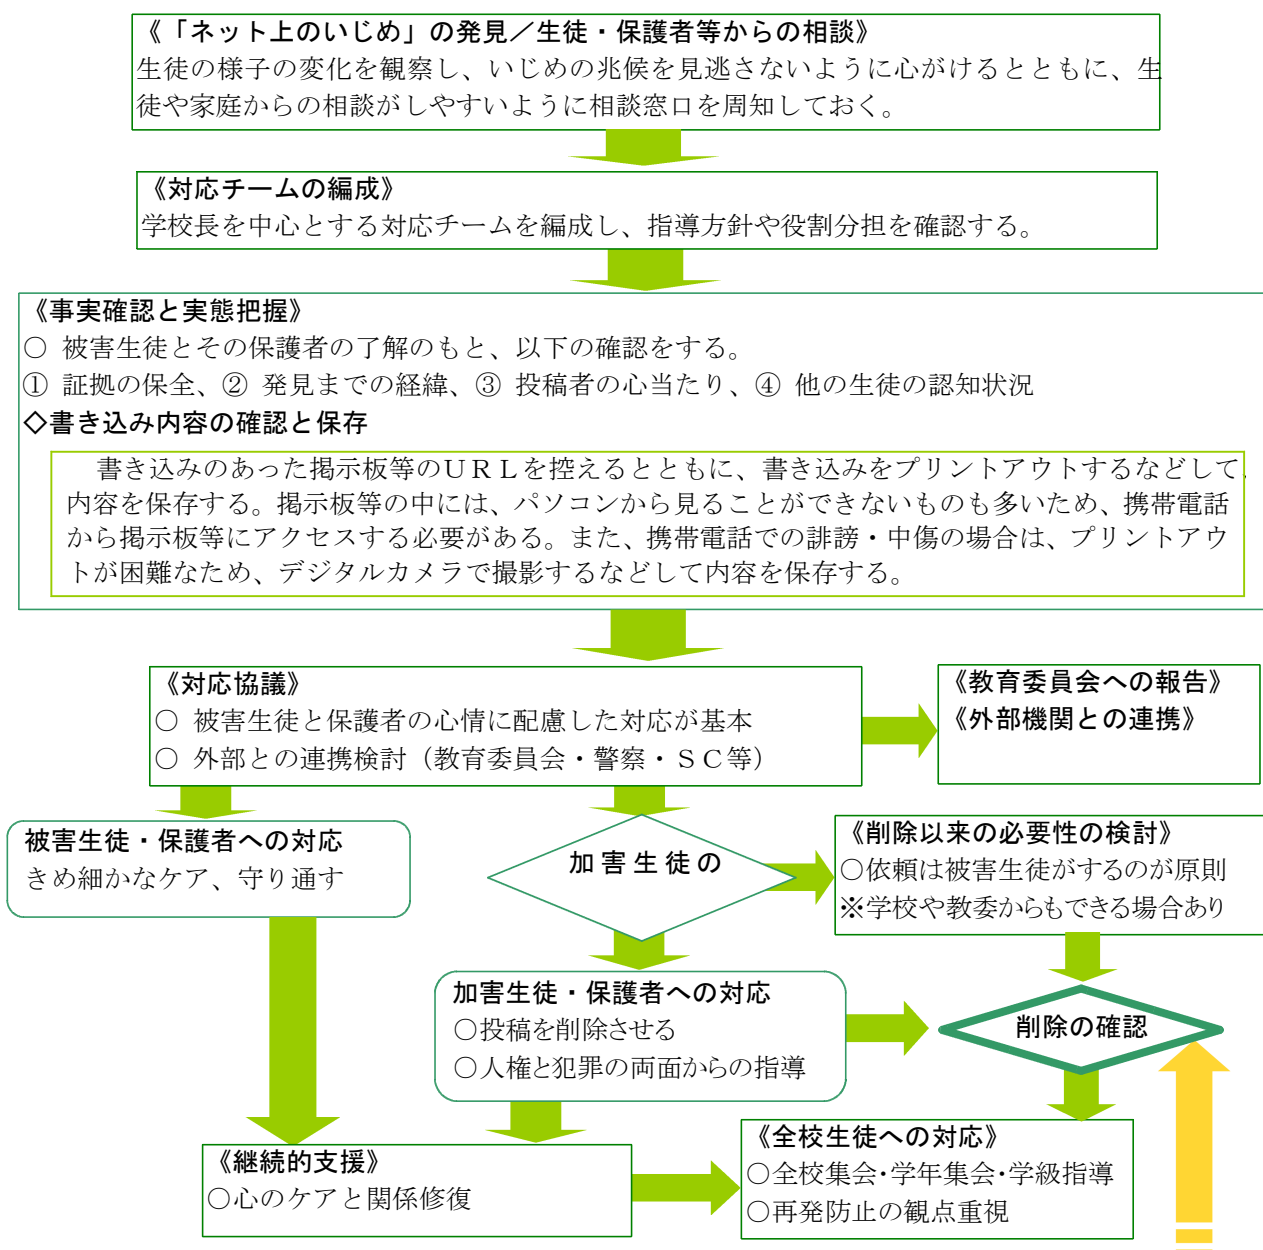 《「ネット上のいじめ」の発見／生徒・保護者等からの相談》
生徒の様子の変化を観察し、いじめの兆候を見逃さないように心がけるとともに、生
徒や家庭からの相談がしやすいように相談窓口を周知しておく。
《対応チームの編成》
学校長を中心とする対応チームを編成し、指導方針や役割分担を確認する。
《事実確認と実態把握》
○ 被害生徒とその保護者の了解のもと、以下の確認をする。
① 証拠の保全、② 発見までの経緯、③ 投稿者の心当たり、④ 他の生徒の認知状況
◇書き込み内容の確認と保存
書き込みのあった掲示板等のＵＲＬを控えるとともに、書き込みをプリントアウトするなどして、
内容を保存する。掲示板等の中には、パソコンから見ることができないものも多いため、携帯電話
から掲示板等にアクセスする必要がある。また、携帯電話での誹謗・中傷の場合は、プリントアウ
トが困難なため、デジタルカメラで撮影するなどして内容を保存する。
《対応協議》
○ 被害生徒と保護者の心情に配慮した対応が基本
○ 外部との連携検討（教育委員会・警察・ＳＣ等）
《教育委員会への報告》
《外部機関との連携》
被害生徒・保護者への対応
きめ細かなケア、守り通す
加害生徒の
《削除以来の必要性の検討》
○依頼は被害生徒がするのが原則
※学校や教委からもできる場合あり
加害生徒・保護者への対応
○投稿を削除させる
○人権と犯罪の両面からの指導
削除の確認
《継続的支援》
○心のケアと関係修復
《全校生徒への対応》
○全校集会・学年集会・学級指導
○再発防止の観点重視